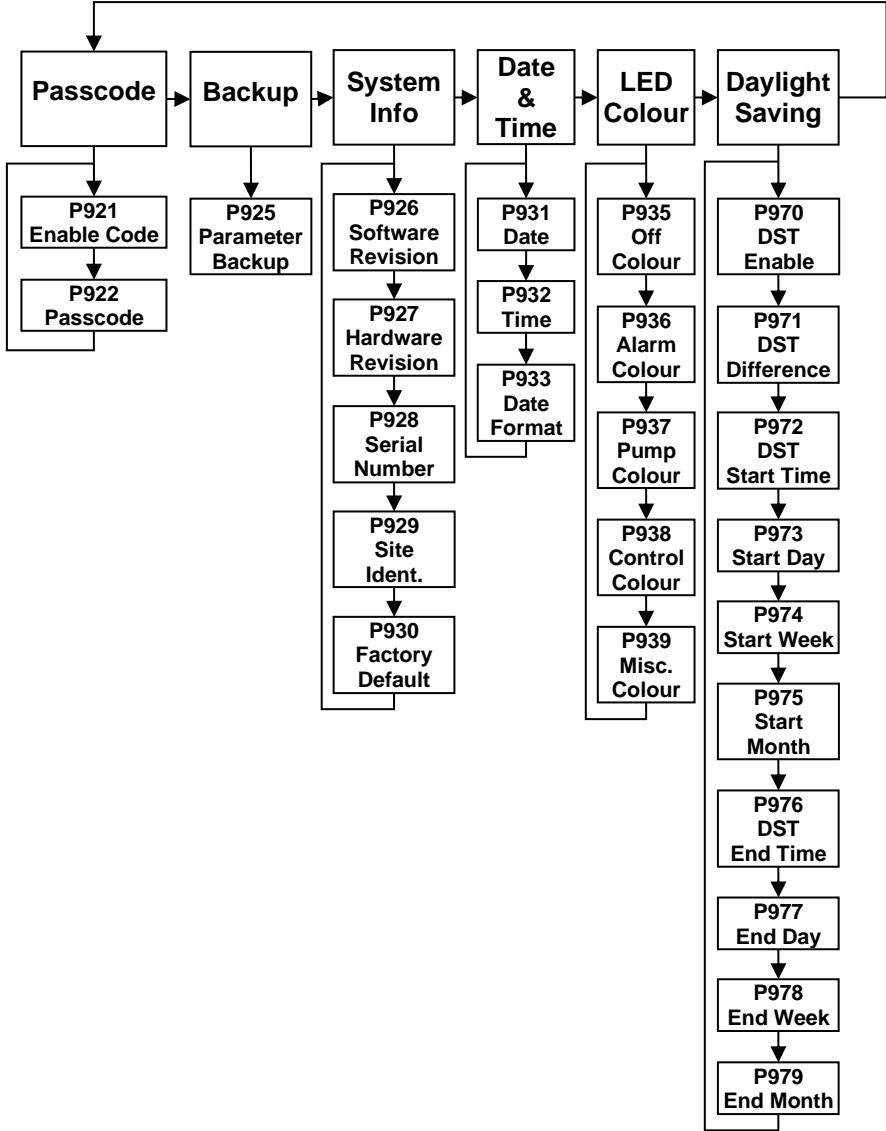 Passcode
Backup
System
Info
Date
&
Time
LED
Colour
Daylight
Saving
P921
Enable Code
P922
Passcode
P925
Parameter
Backup
P926
Software
Revision
P927
Hardware
Revision
P928
Serial
Number
P929
Site
Ident.
P930
Factory
Default
P931
Date
P932
Time
P933
Date
Format
P935
Off
Colour
P936
Alarm
Colour
P937
Pump
Colour
P938
Control
Colour
P939
Misc.
Colour
P970
DST
Enable
P971
DST
Difference
P972
DST
Start Time
P973
Start Day
P974
Start Week
P975
Start
Month
P976
DST
End Time
P977
End Day
P978
End Week
P979
End Month